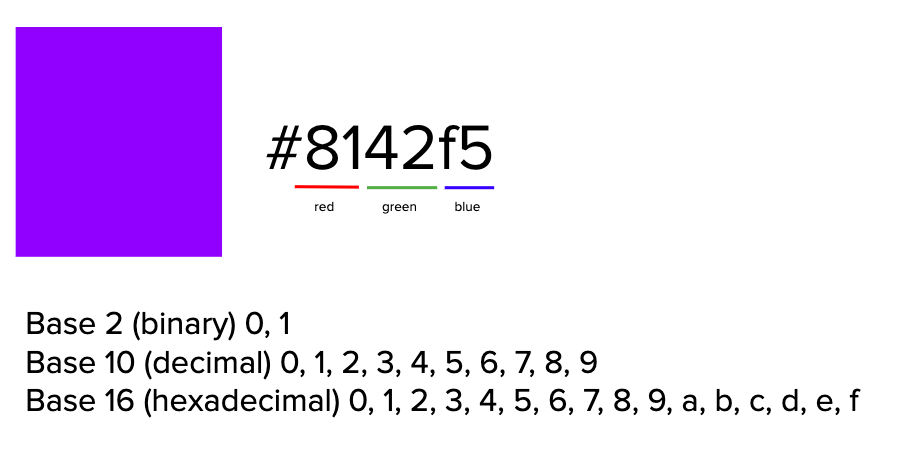 #8142f5
red green blue
Base 2 (binary) 0, 1
Base 10 (decimal) 0, 1, 2, 3, 4, 5, 6, 7, 8, 9
Base 16 (hexadecimal) 0, 1, 2, 3, 4, 5, 6, 7, 8, 9, a, b, c, d, e, f